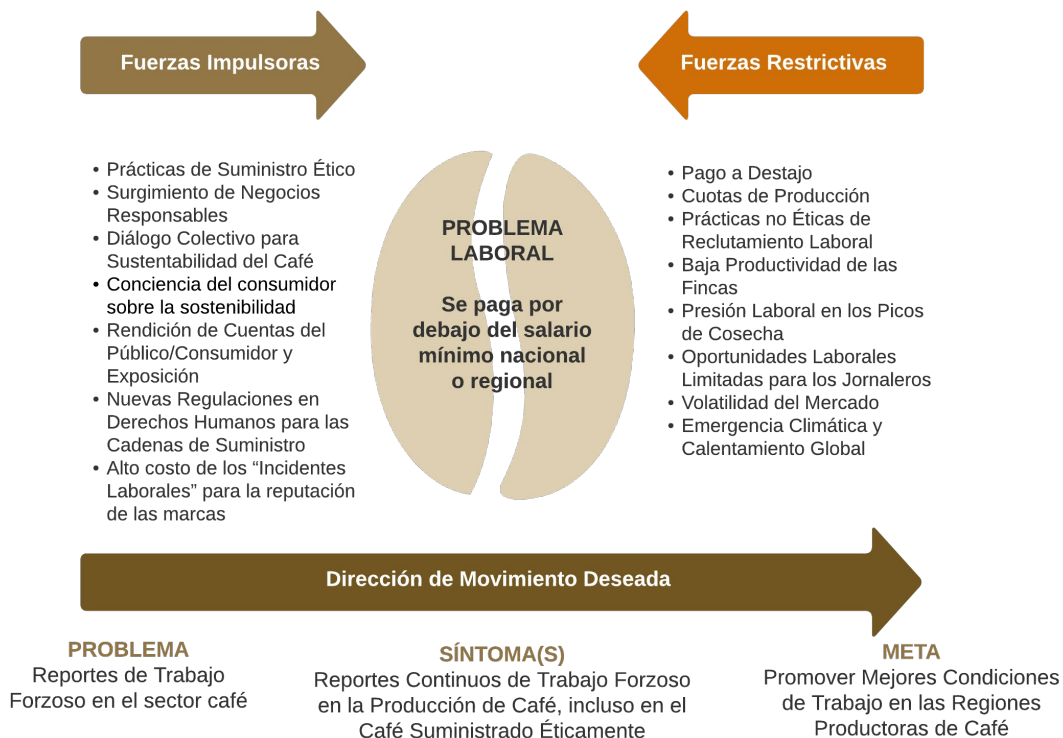 Fuerzas Impulsoras
Fuerzas Restrictivas
• Prácticas de Suministro Ético
• Surgimiento de Negocios
Responsables
• Diálogo Colectivo para
Sustentabilidad del Café
• Conciencia del consumidor
sobre la sostenibilidad
• Rendición de Cuentas del
Público/Consumidor y
Exposición
• Nuevas Regulaciones en
Derechos Humanos para las
Cadenas de Suministro
• Alto costo de los “Incidentes
Laborales” para la reputación
de las marcas
PROBLEMA
LABORAL
Se paga por
debajo del salario
mínimo nacional
o regional
• Pago a Destajo
• Cuotas de Producción
• Prácticas no Éticas de
Reclutamiento Laboral
• Baja Productividad de las
Fincas
• Presión Laboral en los Picos
de Cosecha
• Oportunidades Laborales
Limitadas para los Jornaleros
• Volatilidad del Mercado
• Emergencia Climática y
Calentamiento Global
Dirección de Movimiento Deseada
PROBLEMA
Reportes de Trabajo
Forzoso en el sector café
SÍNTOMA(S)
Reportes Continuos de Trabajo Forzoso
en la Producción de Café, incluso en el
Café Suministrado Éticamente
META
Promover Mejores Condiciones
de Trabajo en las Regiones
Productoras de Café